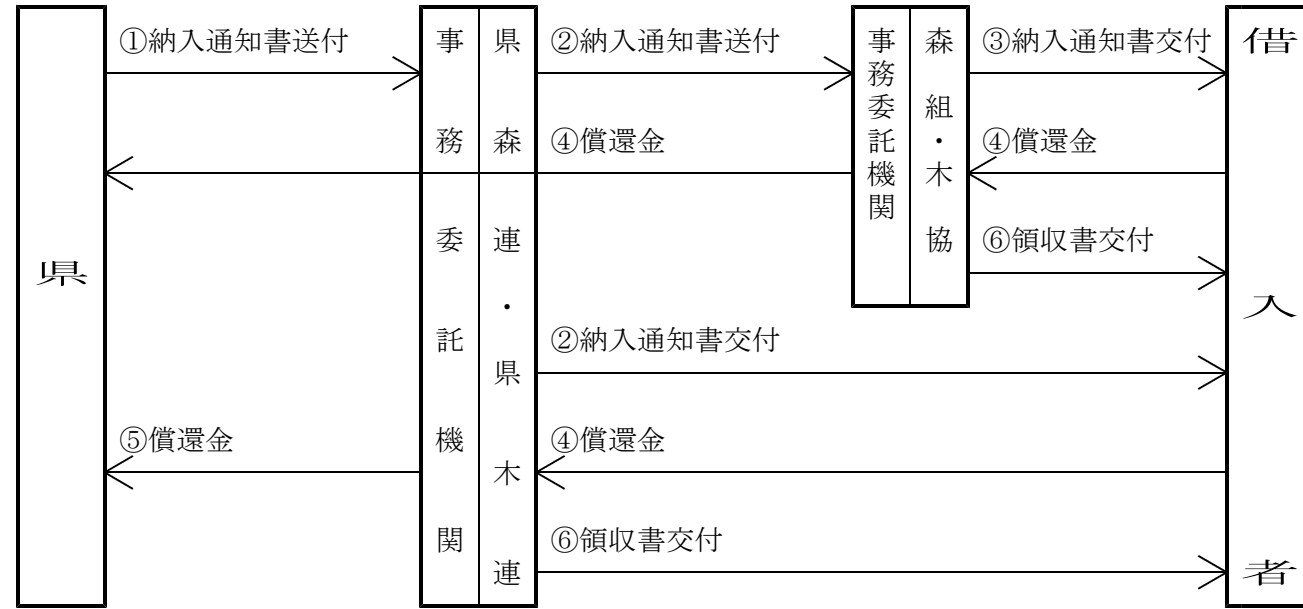 県
①納入通知書送付
⑤償還金
事務委託機関
県森連・県木連
②納入通知書送付
④償還金
②納入通知書交付
④償還金
⑥領収書交付
事務委託機関
森組・木協
③納入通知書交付
④償還金
⑥領収書交付
借入者